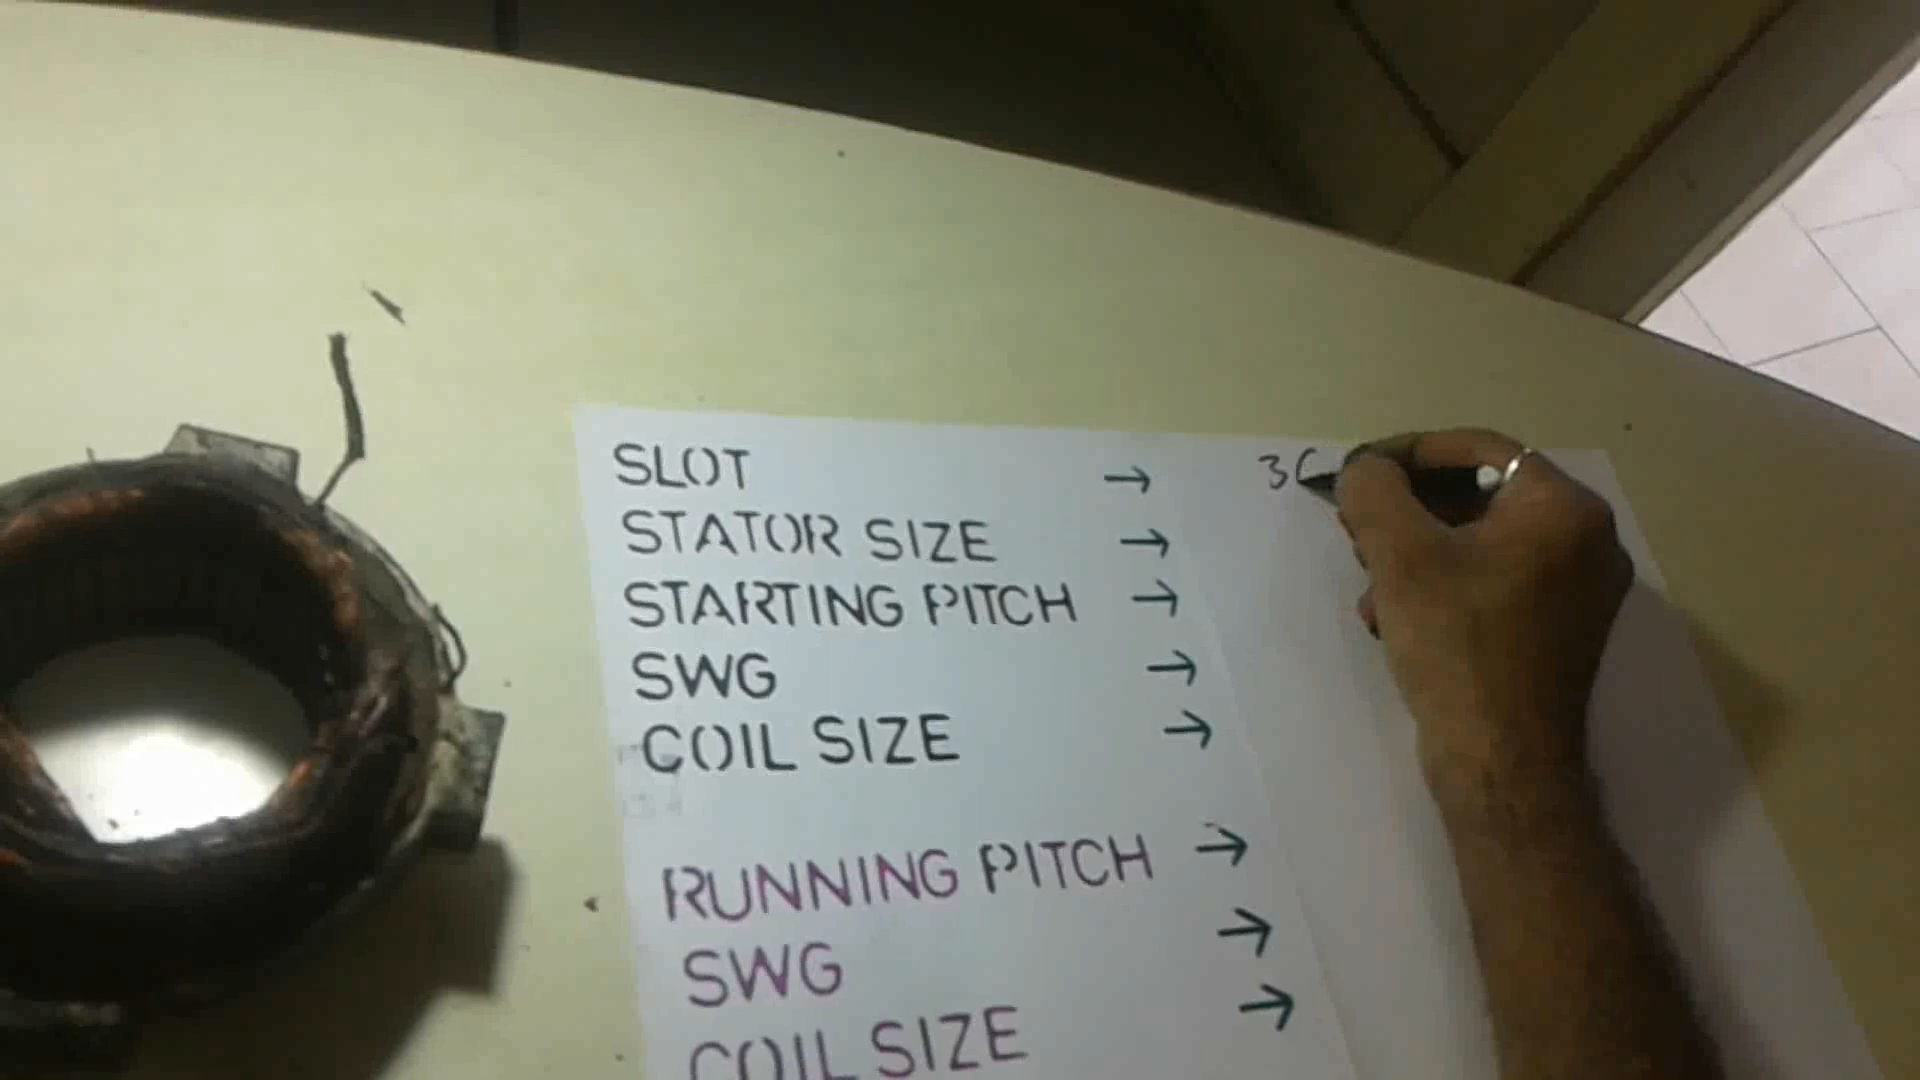 SLOT → 36
STATOR SIZE →
STARTING PITCH →
SWG →
COIL SIZE →
RUNNING PITCH →
SWG →
COIL SIZE →